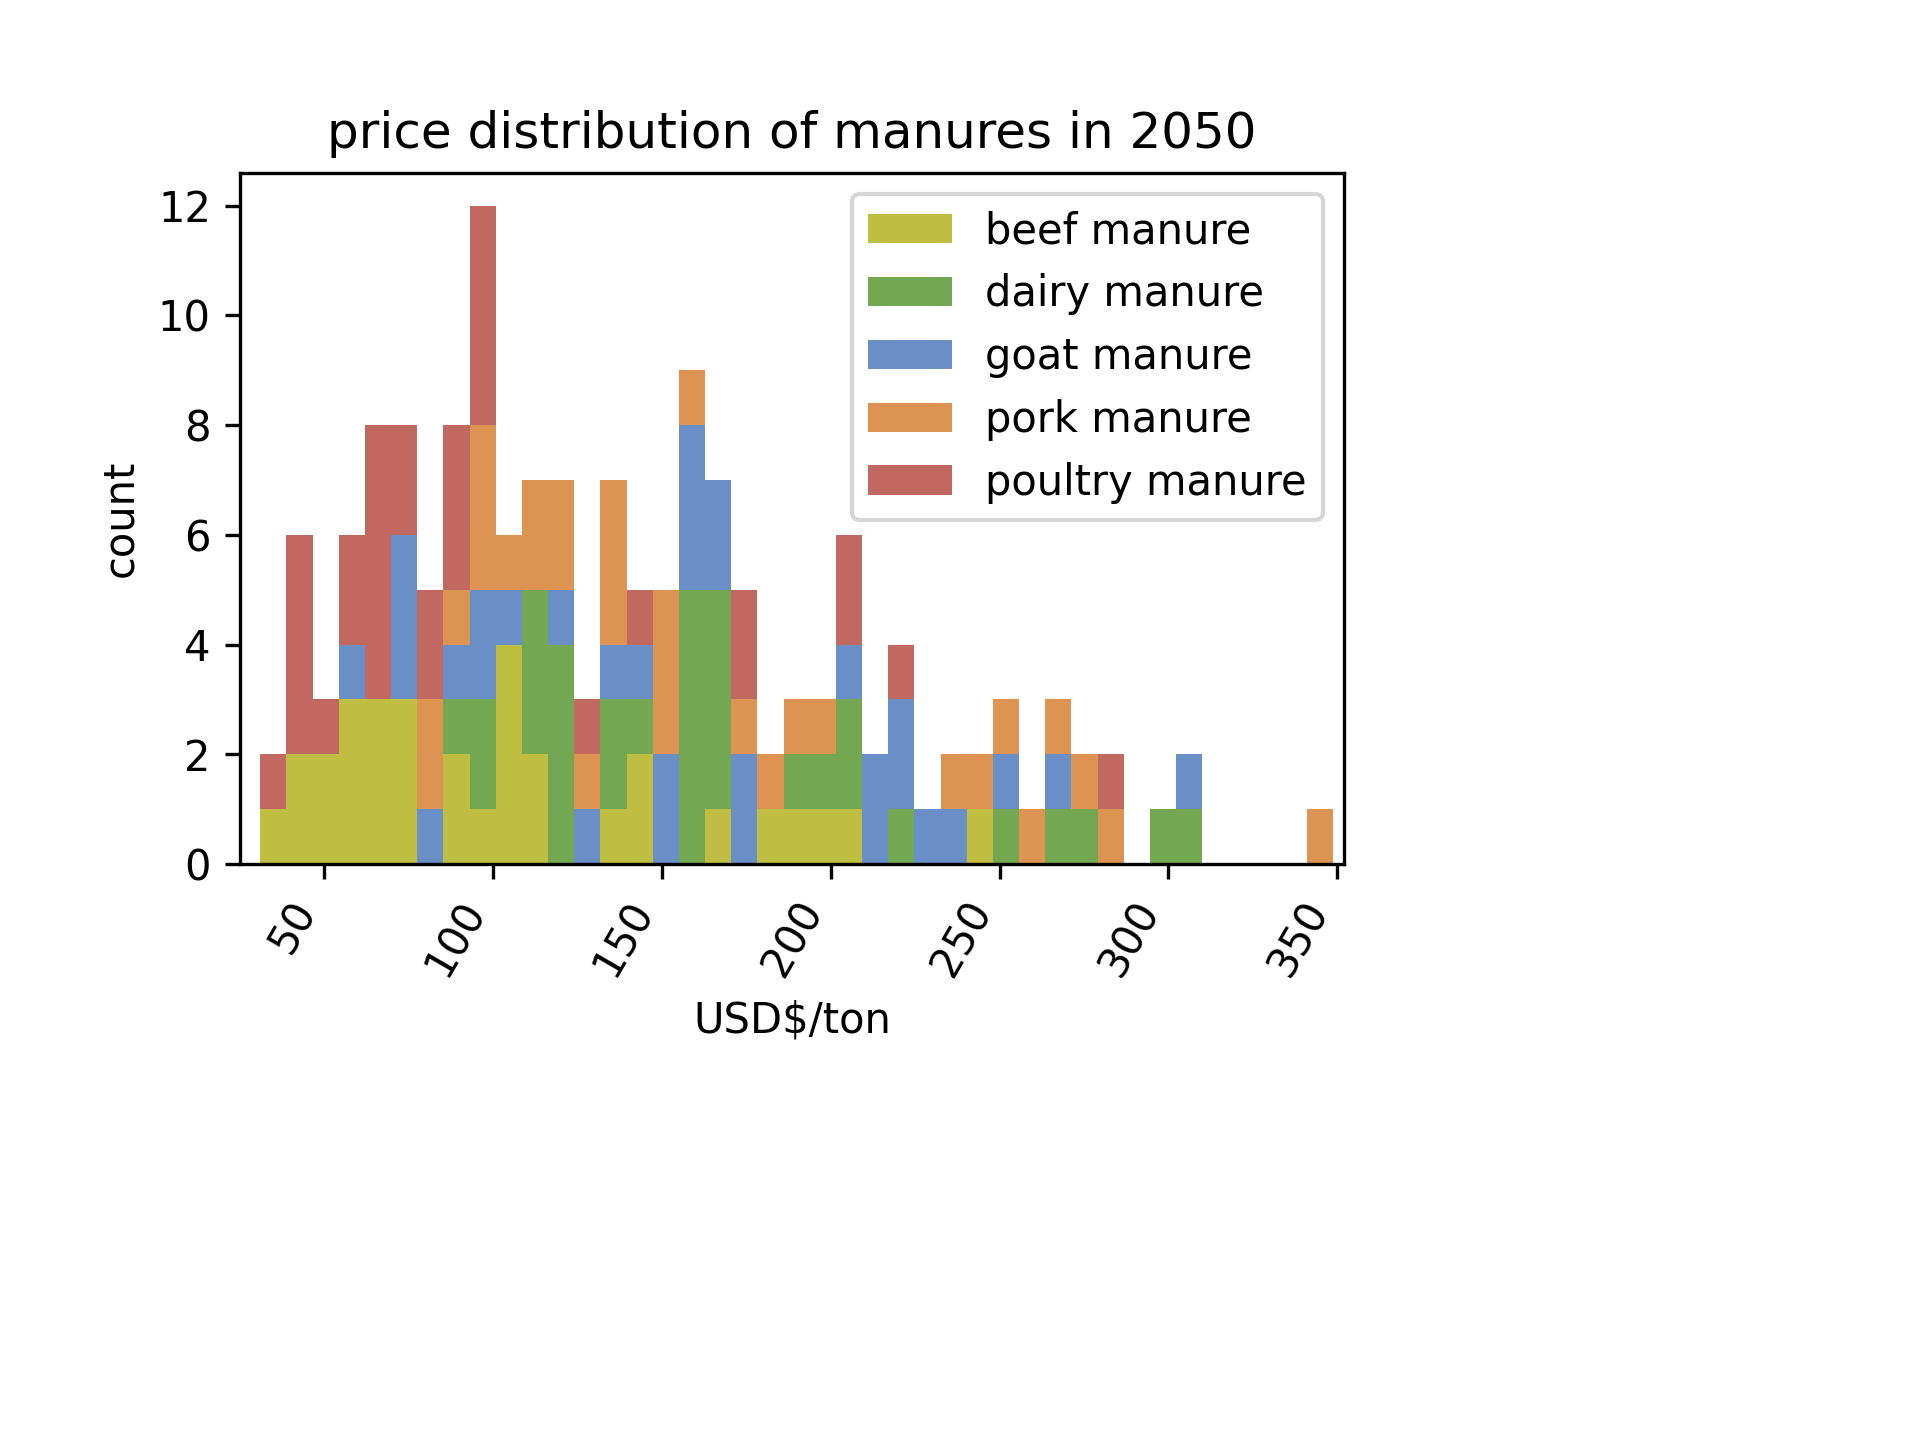 price distribution of manures in 2050
12
10
8
6
4
2
0
count
beef manure
dairy manure
goat manure
pork manure
poultry manure
50
100
150
200
250
300
350
USD$/ton